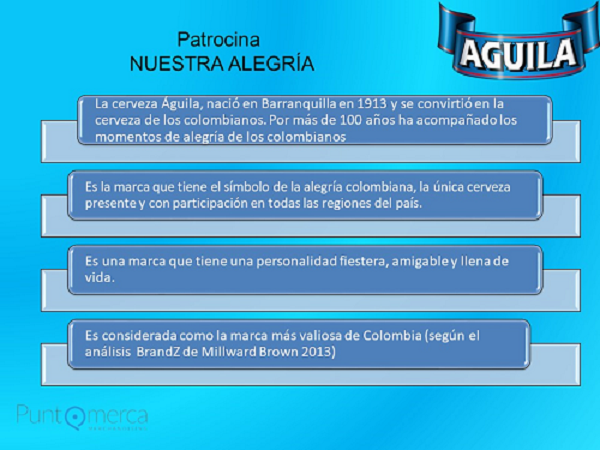 Patrocina
NUESTRA ALEGRÍA
AGUILA
La cerveza Águila, nació en Barranquilla en 1913 y se convirtió en la
cerveza de los colombianos. Por más de 100 años ha acompañado los
momentos de alegría de los colombianos
Es la marca que tiene el símbolo de la alegría colombiana, la única cerveza
presente y con participación en todas las regiones del país.
Es una marca que tiene una personalidad fiestera, amigable y llena de
vida.
Es considerada como la marca más valiosa de Colombia (según el
análisis BrandZ de Millward Brown 2013)
Punt merca